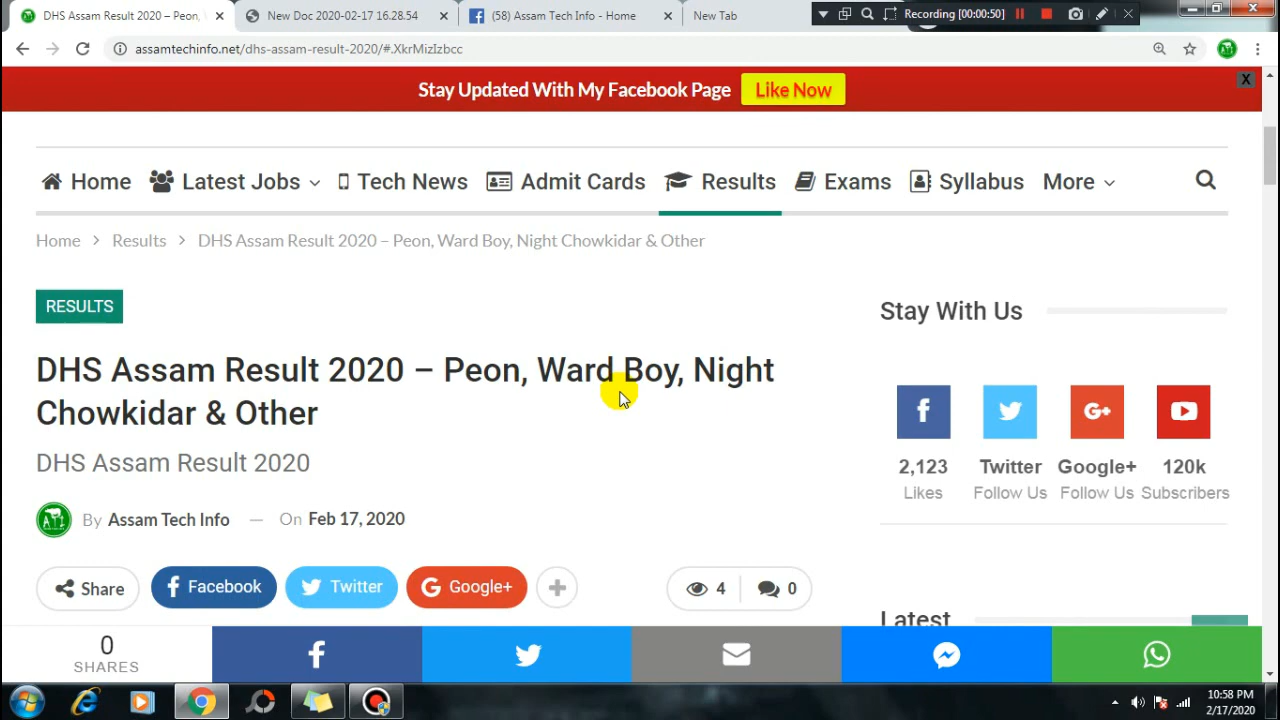 DHS Assam Result 2020 – Peon, 
New Doc 2020-02-17 16.28.54
(59) Assam Tech Info - Home
New Tab
Recording [00:00:50]
assamtechinfo.net/dhs-assam-result-2020/#.XkrMizIzbcc
Stay Updated With My Facebook Page
Like Now
X
Home
Latest Jobs
Tech News
Admit Cards
Results
Exams
Syllabus
More
Home > Results > DHS Assam Result 2020 – Peon, Ward Boy, Night Chowkidar & Other
RESULTS
Stay With Us
DHS Assam Result 2020 – Peon, Ward Boy, Night
Chowkidar & Other
DHS Assam Result 2020
2,123
Likes
Twitter
Follow Us
Google+
Follow Us
120k
Subscribers
By Assam Tech Info — On Feb 17, 2020
Share
Facebook
Twitter
Google+
4
0
Latest
0
SHARES
10:58 PM
2/17/2020